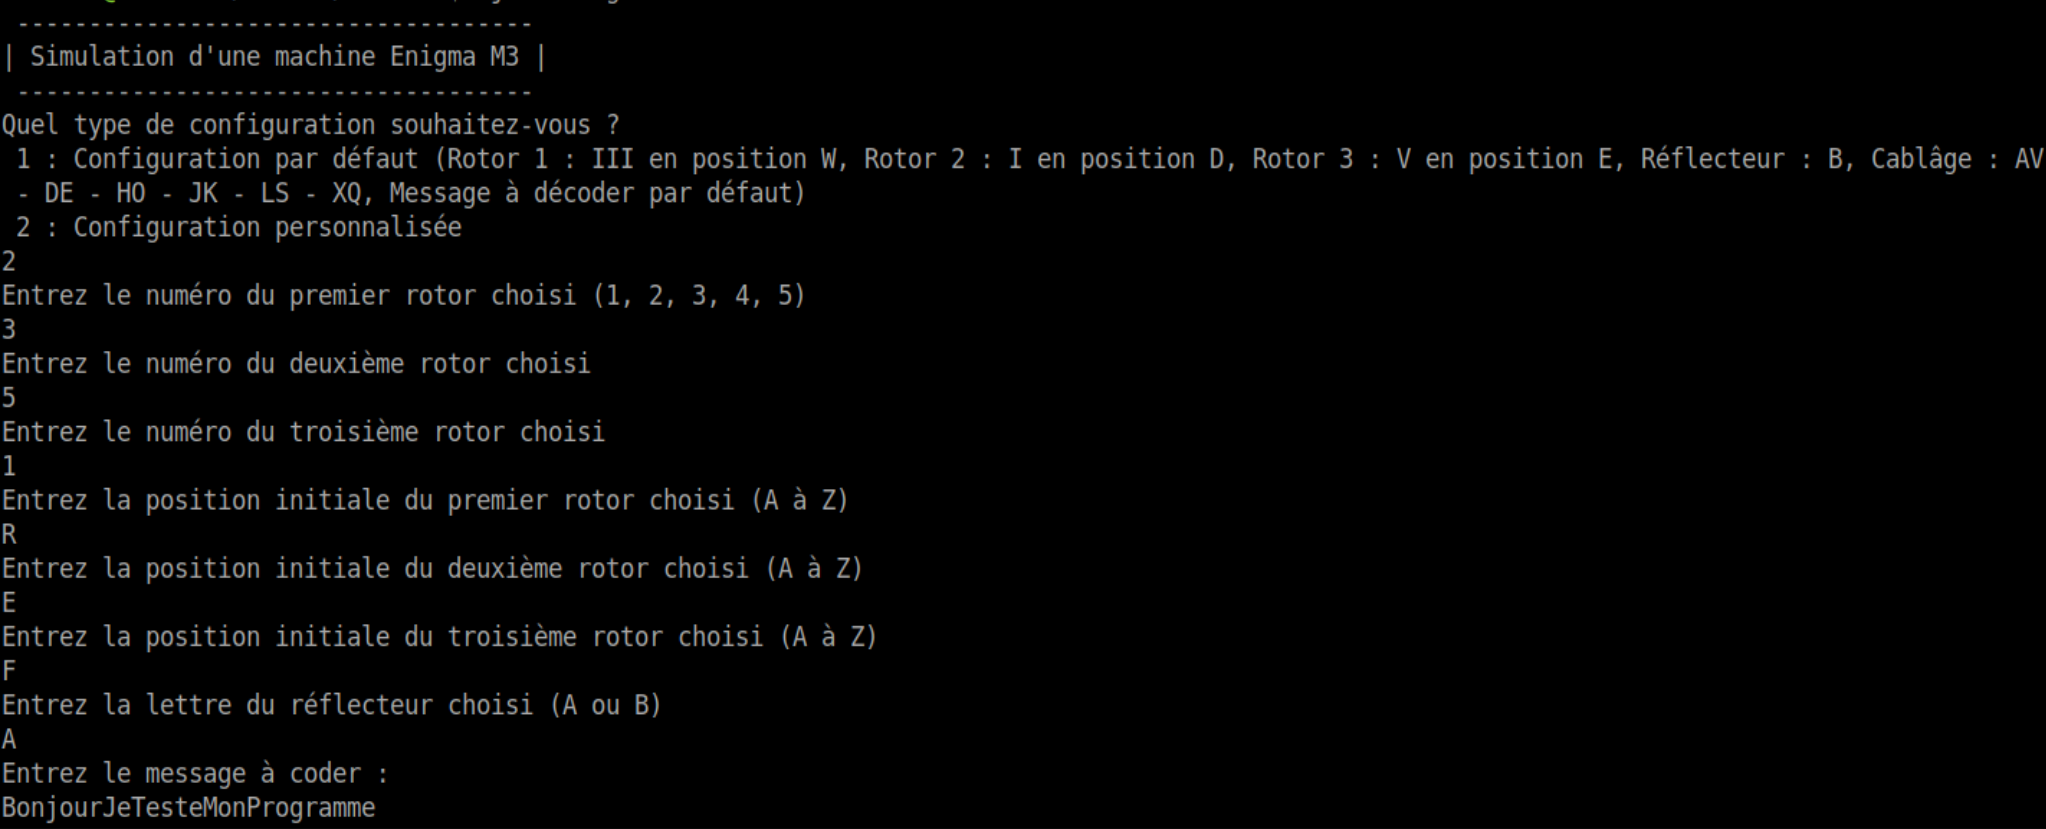 ------------------------------------
| Simulation d'une machine Enigma M3 |
------------------------------------
Quel type de configuration souhaitez-vous ?
1 : Configuration par défaut (Rotor 1 : III en position W, Rotor 2 : I en position D, Rotor 3 : V en position E, Réflecteur : B, Cablâge : AV
- DE - HO - JK - LS - XQ, Message à décoder par défaut)
2 : Configuration personnalisée
2
Entrez le numéro du premier rotor choisi (1, 2, 3, 4, 5)
3
Entrez le numéro du deuxième rotor choisi
5
Entrez le numéro du troisième rotor choisi
1
Entrez la position initiale du premier rotor choisi (A à Z)
R
Entrez la position initiale du deuxième rotor choisi (A à Z)
E
Entrez la position initiale du troisième rotor choisi (A à Z)
F
Entrez la lettre du réflecteur choisi (A ou B)
A
Entrez le message à coder :
BonjourJeTesteMonProgramme